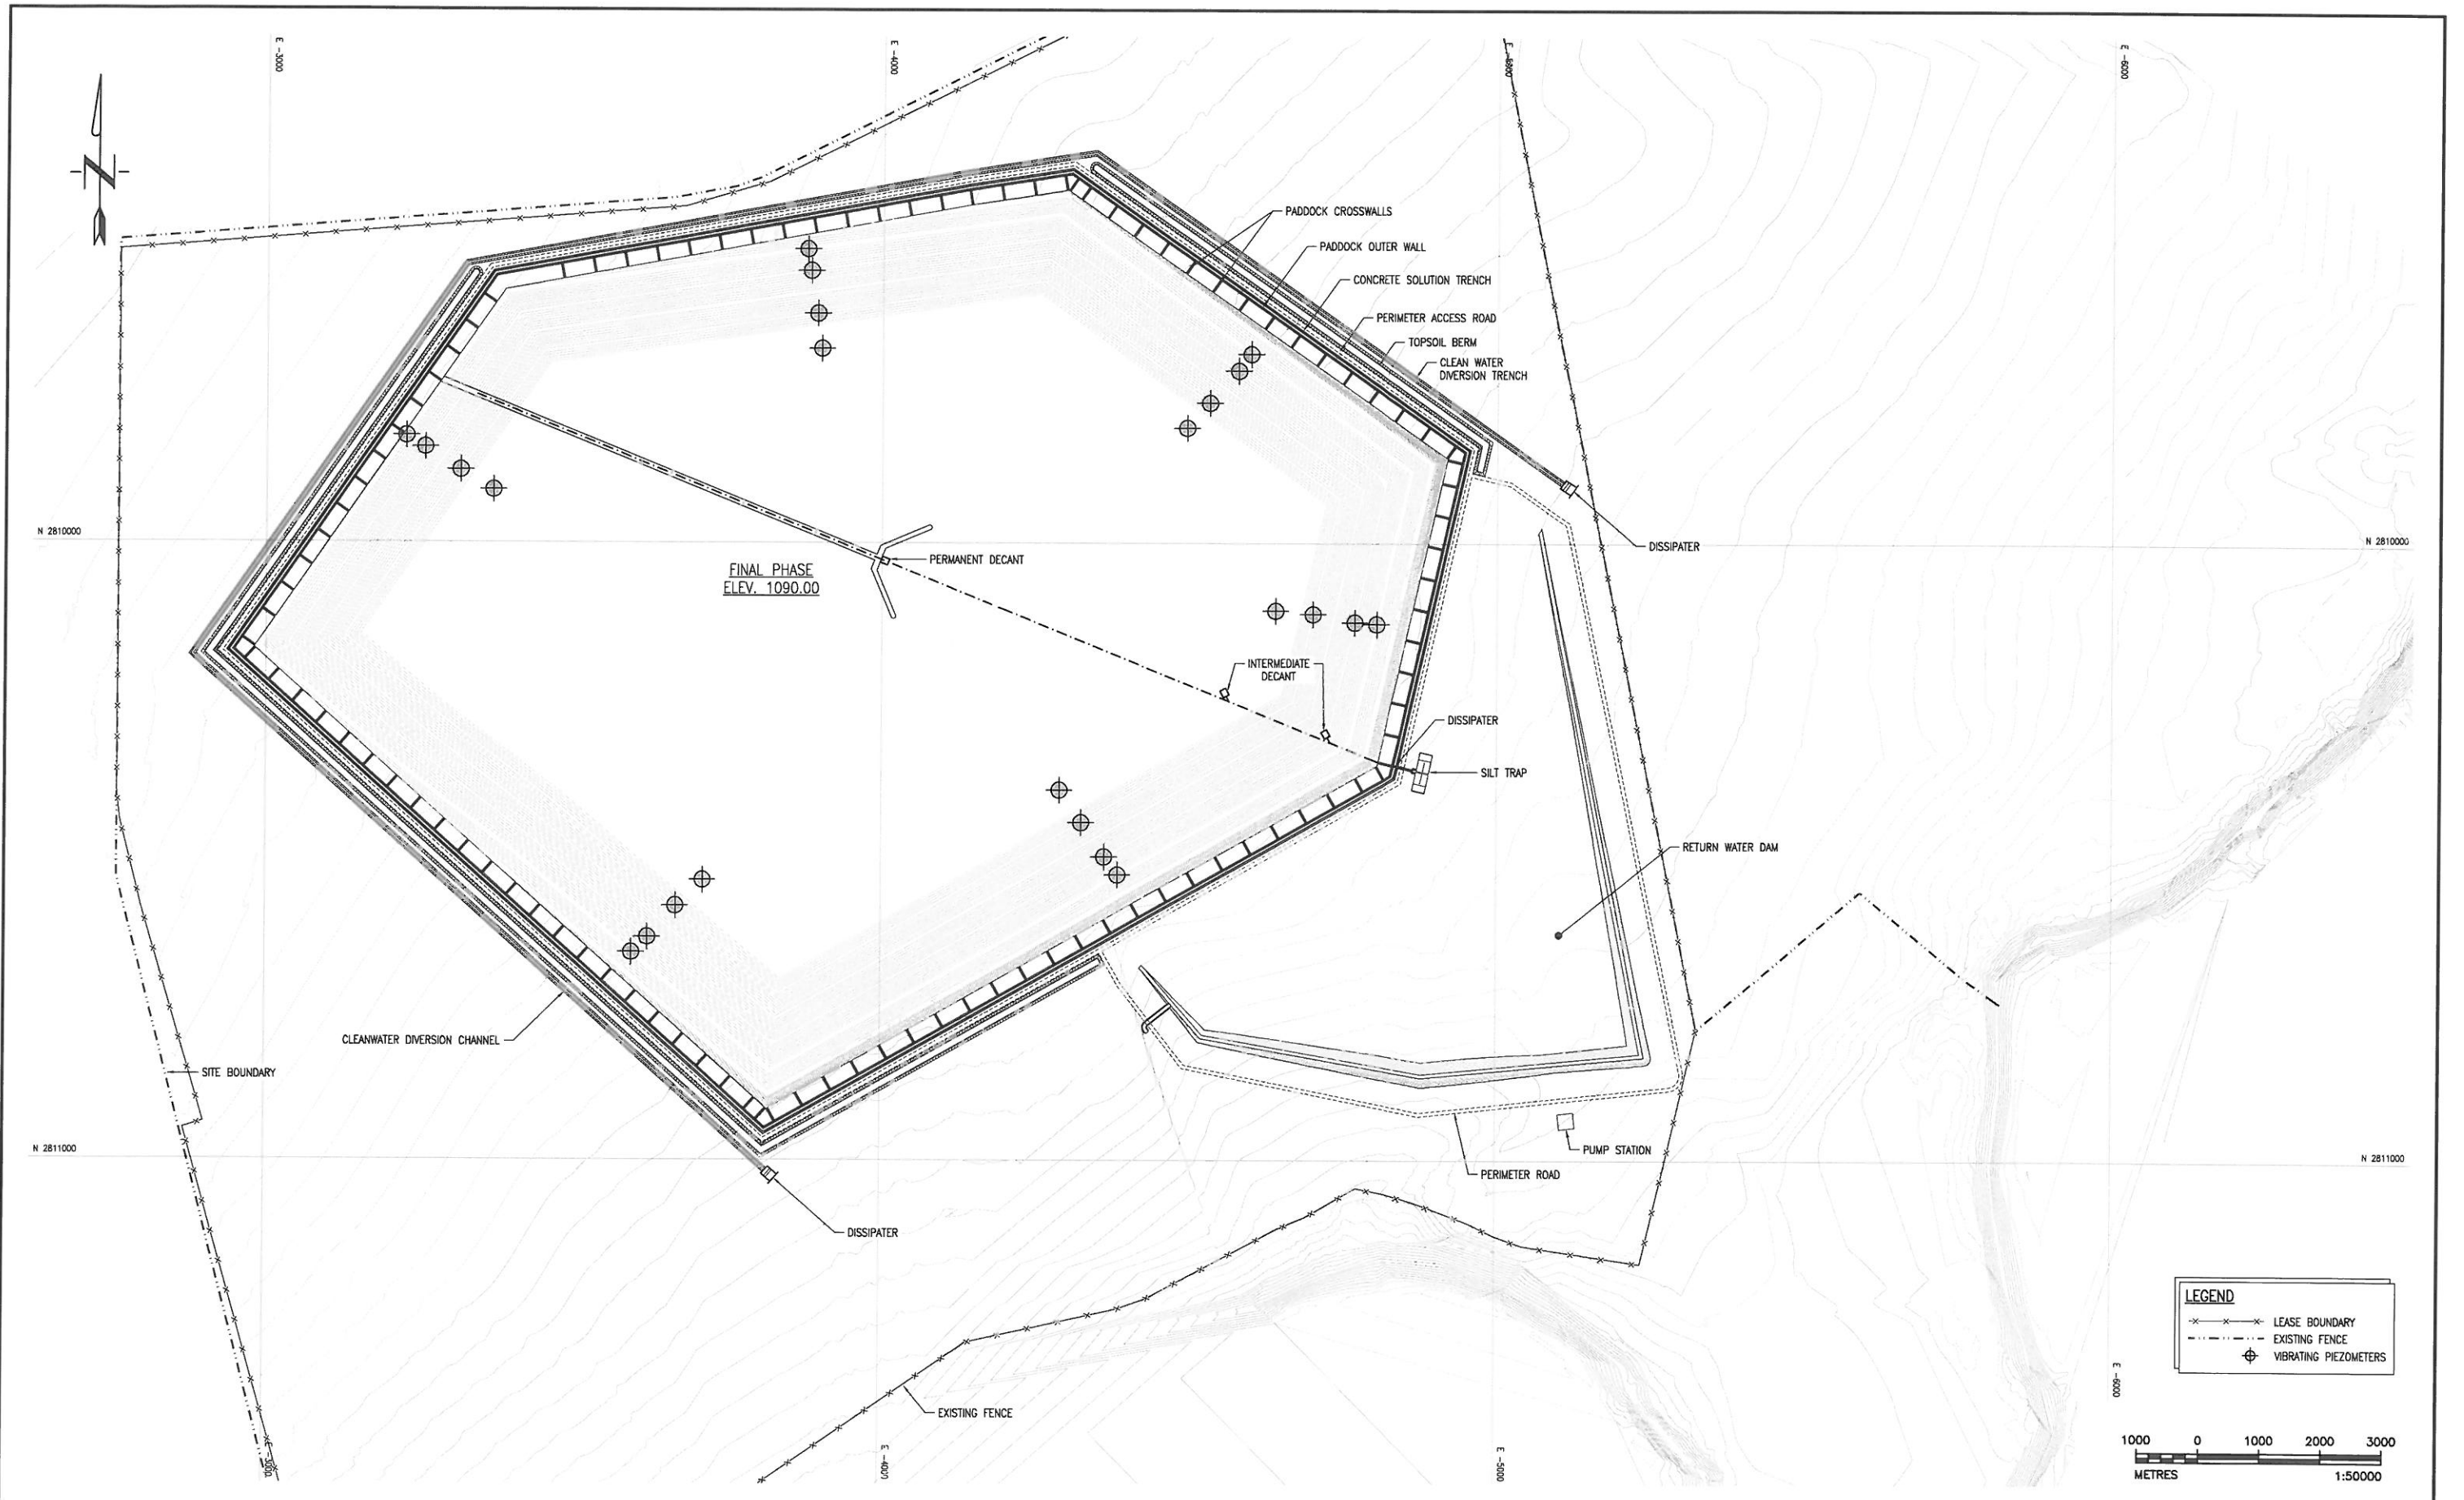 E -3000
E -4000
E -5000
E -6000
N
PADDOCK CROSSWALLS
PADDOCK OUTER WALL
CONCRETE SOLUTION TRENCH
PERIMETER ACCESS ROAD
TOPSOIL BERM
CLEAN WATER
DIVERSION TRENCH
N 2810000
N 2810000
DISSIPATER
PERMANENT DECANT
FINAL PHASE
ELEV. 1090.00
INTERMEDIATE
DECANT
DISSIPATER
SILT TRAP
RETURN WATER DAM
CLEANWATER DIVERSION CHANNEL
SITE BOUNDARY
N 2811000
PUMP STATION
N 2811000
PERIMETER ROAD
DISSIPATER
LEGEND
LEASE BOUNDARY
EXISTING FENCE
VIBRATING PIEZOMETERS
E -6000
EXISTING FENCE
E -3000
E -4000
E -5000
1000 0 1000 2000 3000
METRES 1:50000